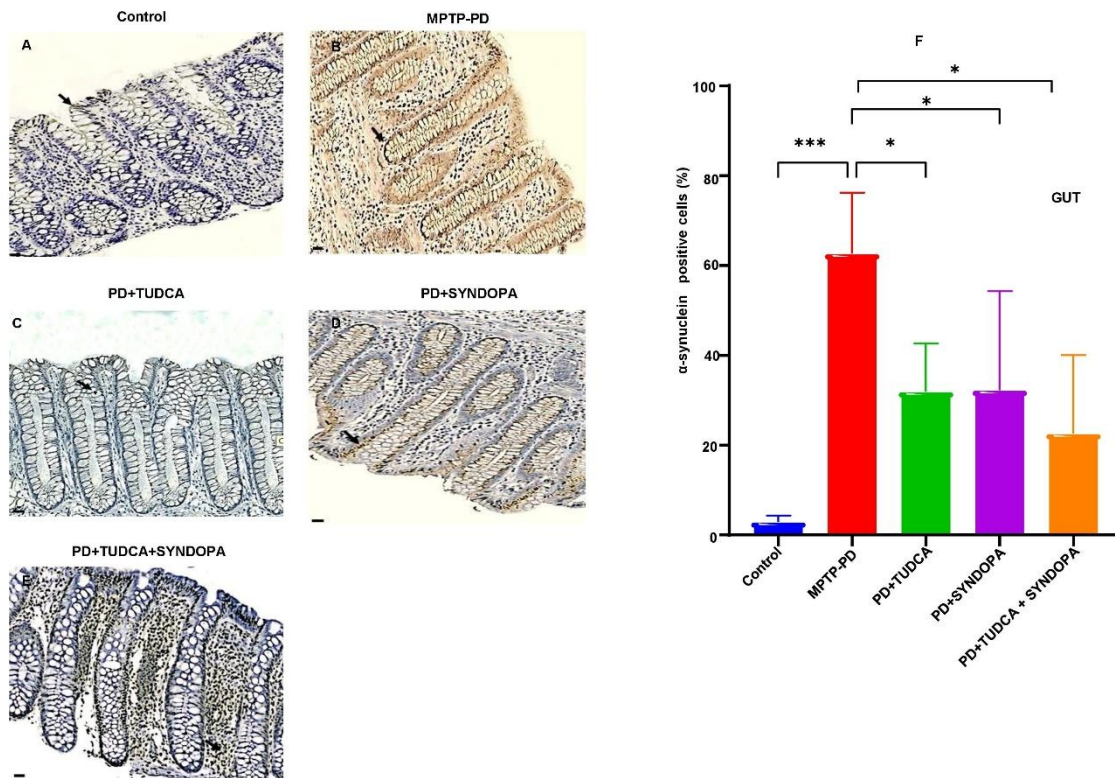 Control
MPTP-PD
A
B
PD+TUDCA
PD+SYNDOPA
C
D
PD+TUDCA+SYNDOPA
E
F
*
*
***
*
GUT
α-synuclein positive cells (%)
100
80
60
40
20
0
Control
MPTP-PD
PD+TUDCA
PD+SYNDOPA
PD+TUDCA + SYNDOPA